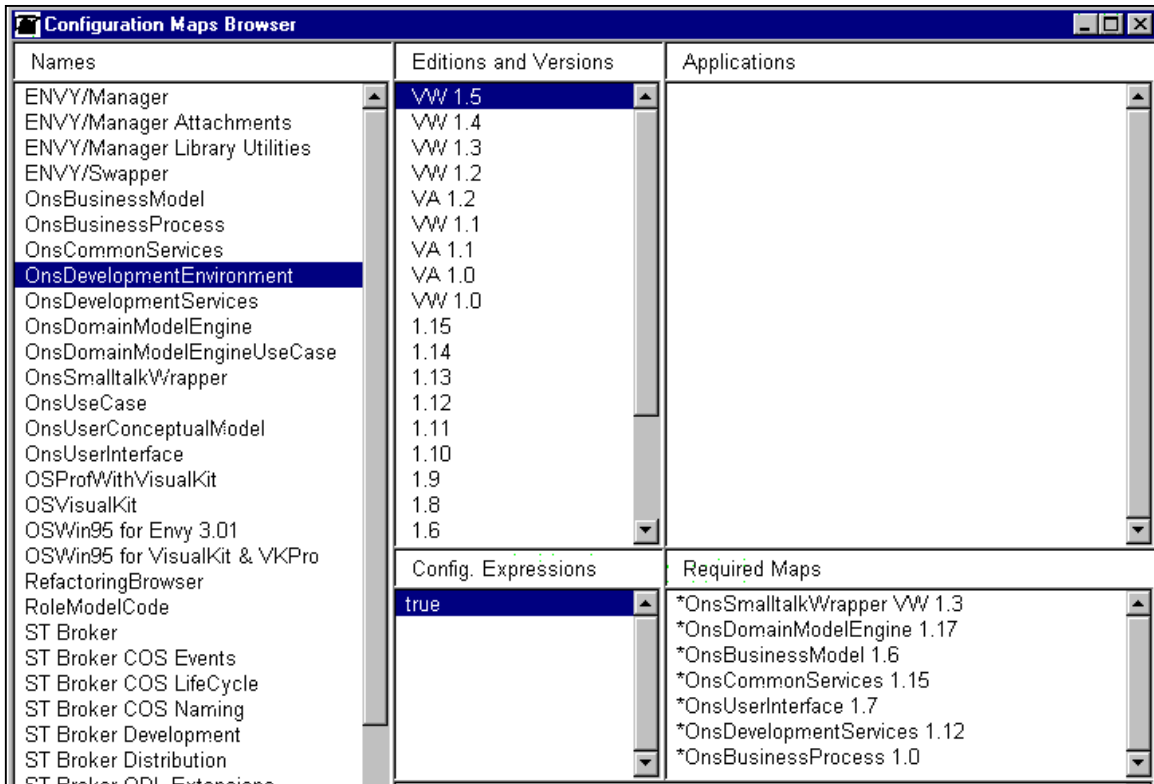 Configuration Maps Browser
Names
ENVY/Manager
ENVY/Manager Attachments
ENVY/Manager Library Utilities
ENVY/Swapper
OnsBusinessModel
OnsBusinessProcess
OnsCommonServices
OnsDevelopmentEnvironment
OnsDevelopmentServices
OnsDomainModelEngine
OnsDomainModelEngineUseCase
OnsSmalltalkWrapper
OnsUseCase
OnsUserConceptualModel
OnsUserInterface
OSProfWithVisualKit
OSVisualKit
OSWin95 for Envy 3.01
OSWin95 for VisualKit & VKPro
RefactoringBrowser
RoleModelCode
ST Broker
ST Broker COS Events
ST Broker COS LifeCycle
ST Broker COS Naming
ST Broker Development
ST Broker Distribution
ST Broker ODL Extensions
Editions and Versions
VW 1.5
VW 1.4
VW 1.3
VW 1.2
VA 1.2
VW 1.1
VA 1.1
VA 1.0
VW 1.0
1.15
1.14
1.13
1.12
1.11
1.10
1.9
1.8
1.6
Applications
Config. Expressions
true
Required Maps
*OnsSmalltalkWrapper VW 1.3
*OnsDomainModelEngine 1.17
*OnsBusinessModel 1.6
*OnsCommonServices 1.15
*OnsUserInterface 1.7
*OnsDevelopmentServices 1.12
*OnsBusinessProcess 1.0